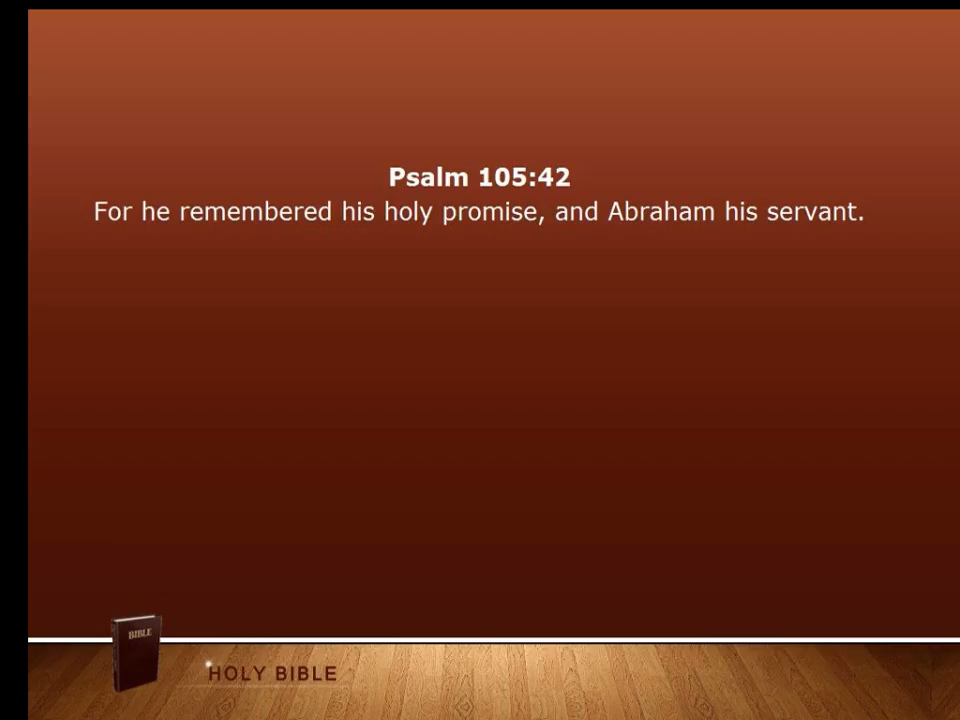 Psalm 105:42
For he remembered his holy promise, and Abraham his servant.
BIBLE
HOLY BIBLE